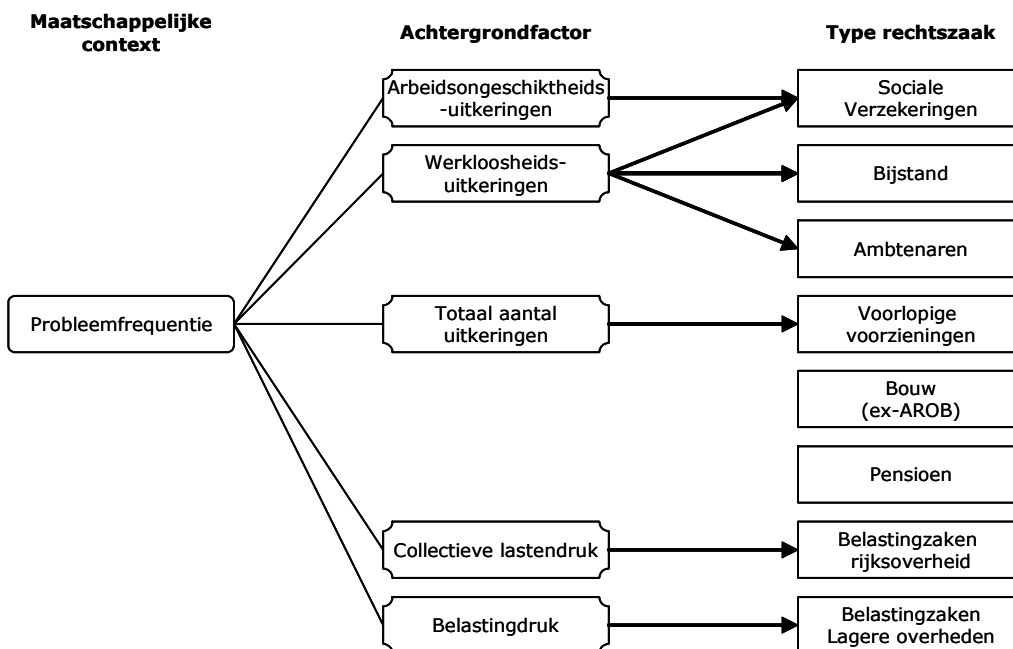 Maatschappelijke
context
Achtergrondfactor
Type rechtszaak
Arbeidsongeschiktheids
-uitkeringen
Sociale
Verzekeringen
Werkloosheids-
uitkeringen
Bijstand
Ambtenaren
Probleemfrequentie
Totaal aantal
uitkeringen
Voorlopige
voorzieningen
Bouw
(ex-AROB)
Pensioen
Collectieve lastendruk
Belastingzaken
rijksoverheid
Belastingdruk
Belastingzaken
Lagere overheden